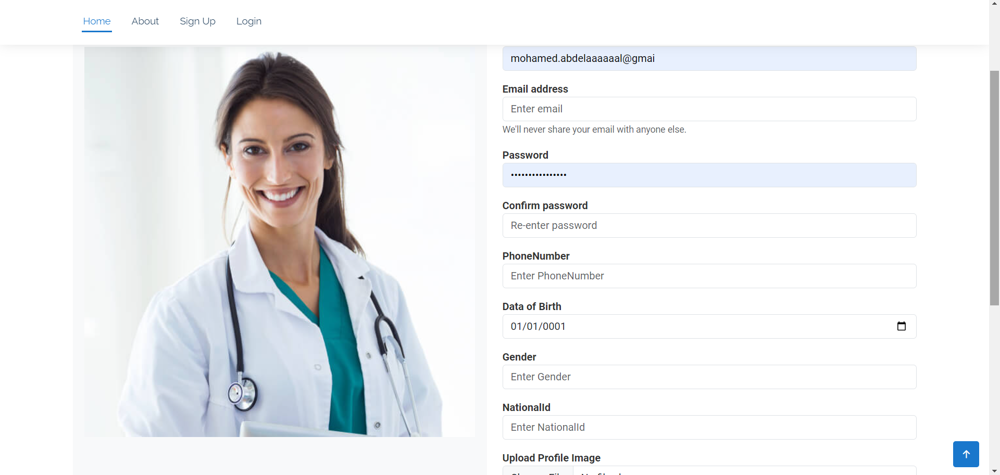 Home About Sign Up Login
mohamed.abdelaaaaaal@gmai
Email address
Enter email
We'll never share your email with anyone else.
Password
••••••••••••••••
Confirm password
Re-enter password
PhoneNumber
Enter PhoneNumber
Data of Birth
01/01/0001
Gender
Enter Gender
NationalId
Enter NationalId
Upload Profile Image